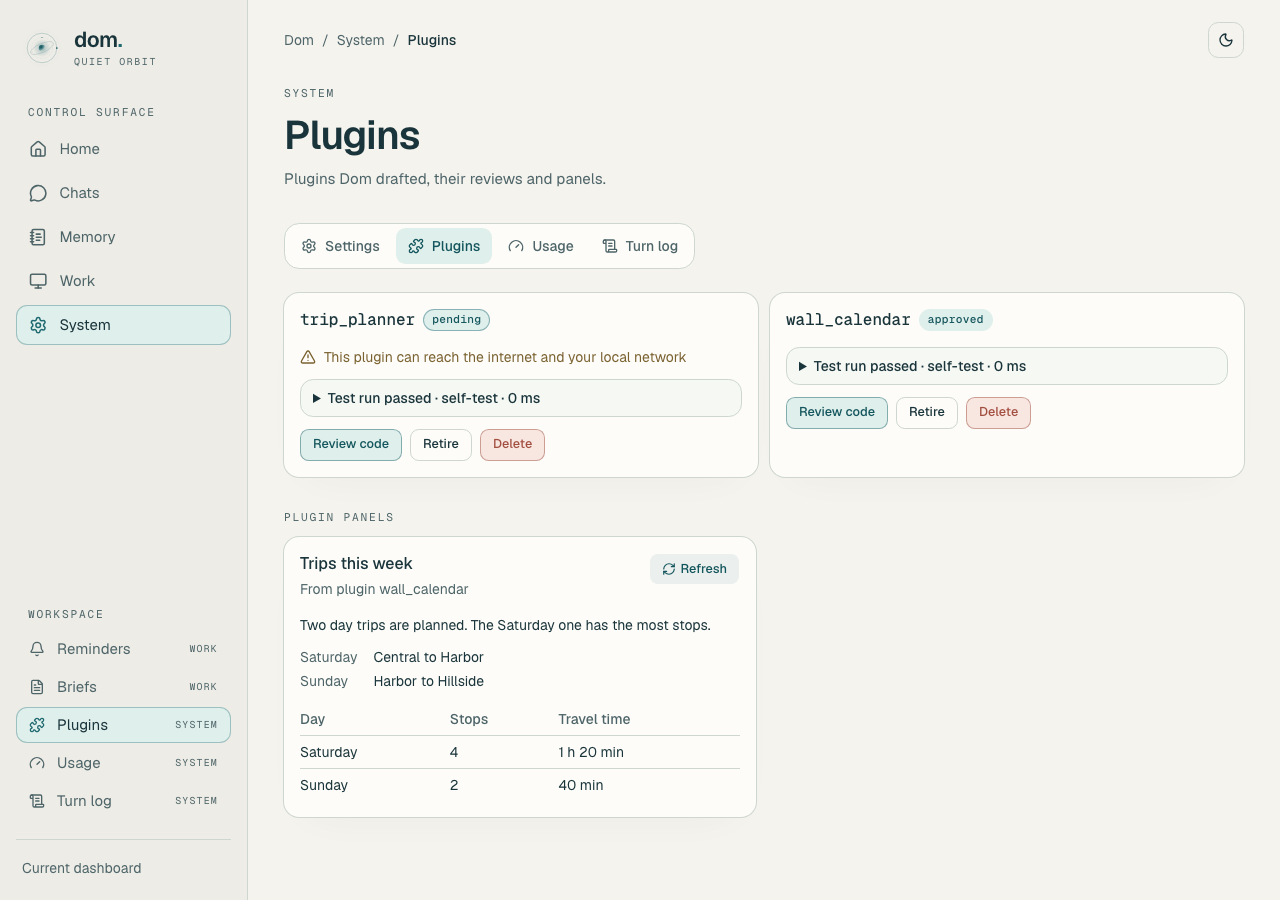 dom.
QUIET ORBIT
CONTROL SURFACE
Home
Chats
Memory
Work
System
WORKSPACE
Reminders WORK
Briefs WORK
Plugins SYSTEM
Usage SYSTEM
Turn log SYSTEM
Current dashboard
Dom / System / Plugins
SYSTEM
Plugins
Plugins Dom drafted, their reviews and panels.
Settings Plugins Usage Turn log
trip_planner pending
This plugin can reach the internet and your local network
Test run passed · self-test · 0 ms
Review code Retire Delete
wall_calendar approved
Test run passed · self-test · 0 ms
Review code Retire Delete
PLUGIN PANELS
Trips this week
Refresh
From plugin wall_calendar
Two day trips are planned. The Saturday one has the most stops.
Saturday Central to Harbor
Sunday Harbor to Hillside
Day Stops Travel time
Saturday 4 1 h 20 min
Sunday 2 40 min